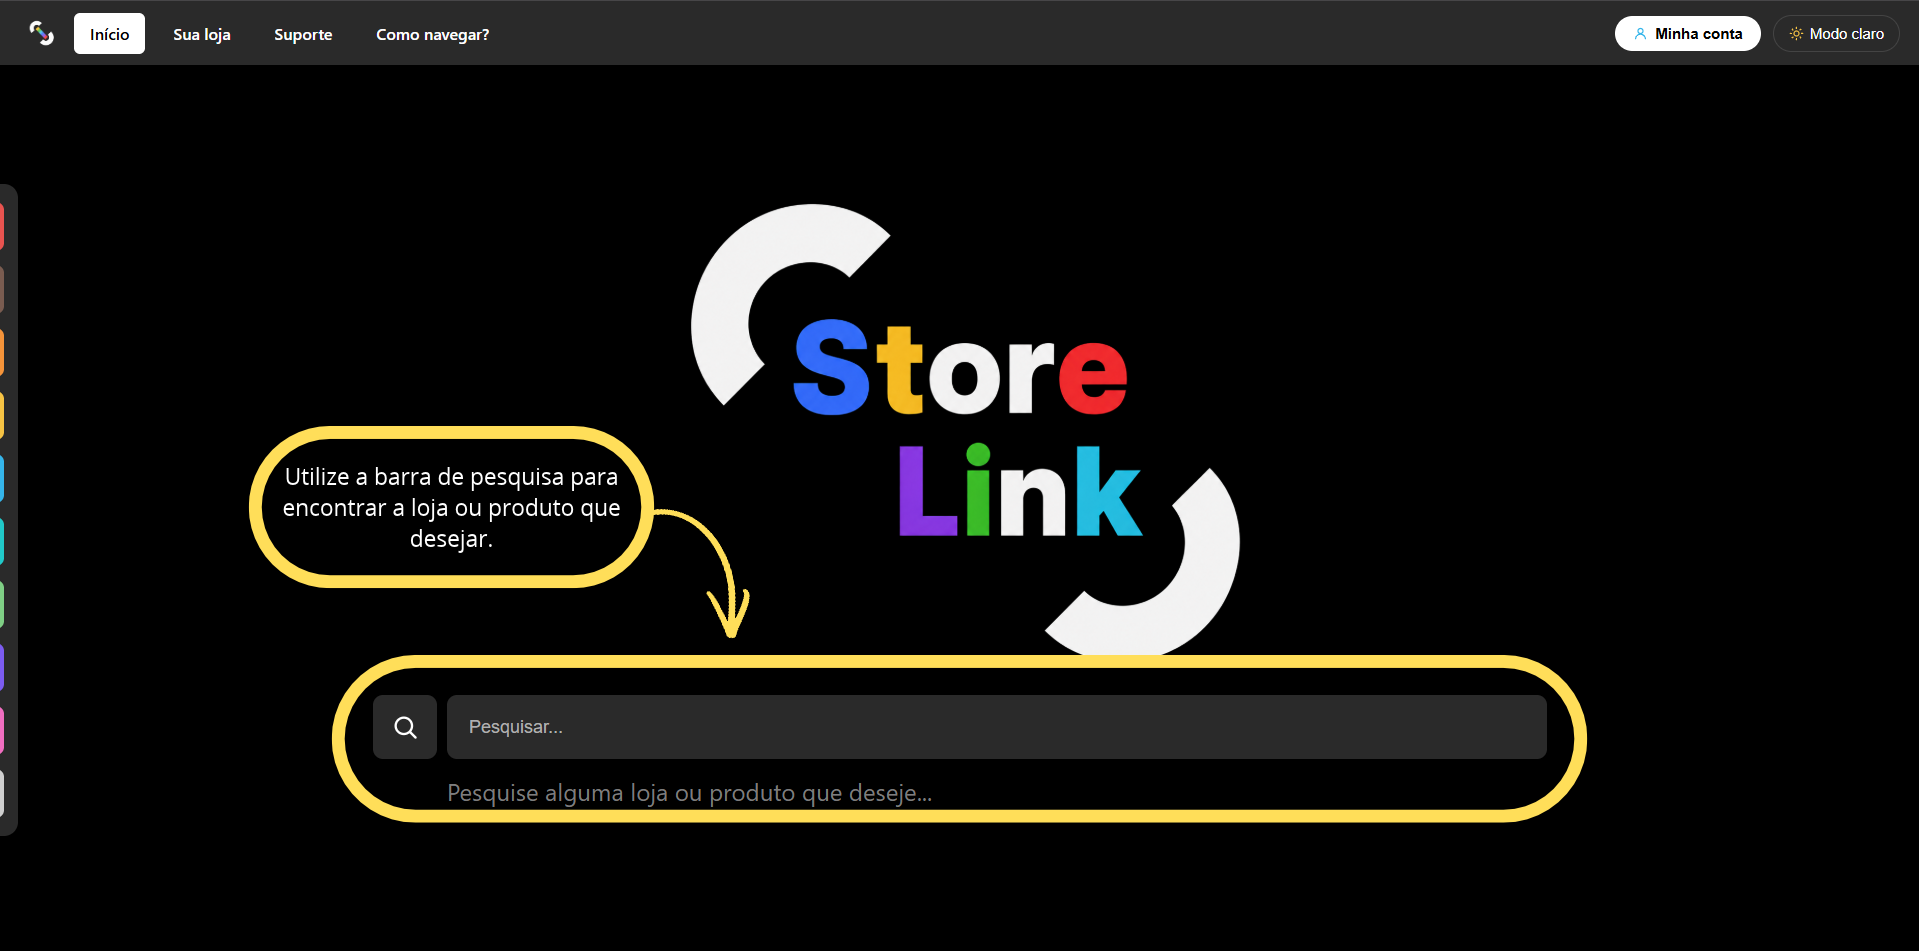 Início
Sua loja
Suporte
Como navegar?
Minha conta
Modo claro
Store
Link
Utilize a barra de pesquisa para
encontrar a loja ou produto que
desejar.
Pesquisar...
Pesquise alguma loja ou produto que deseje...